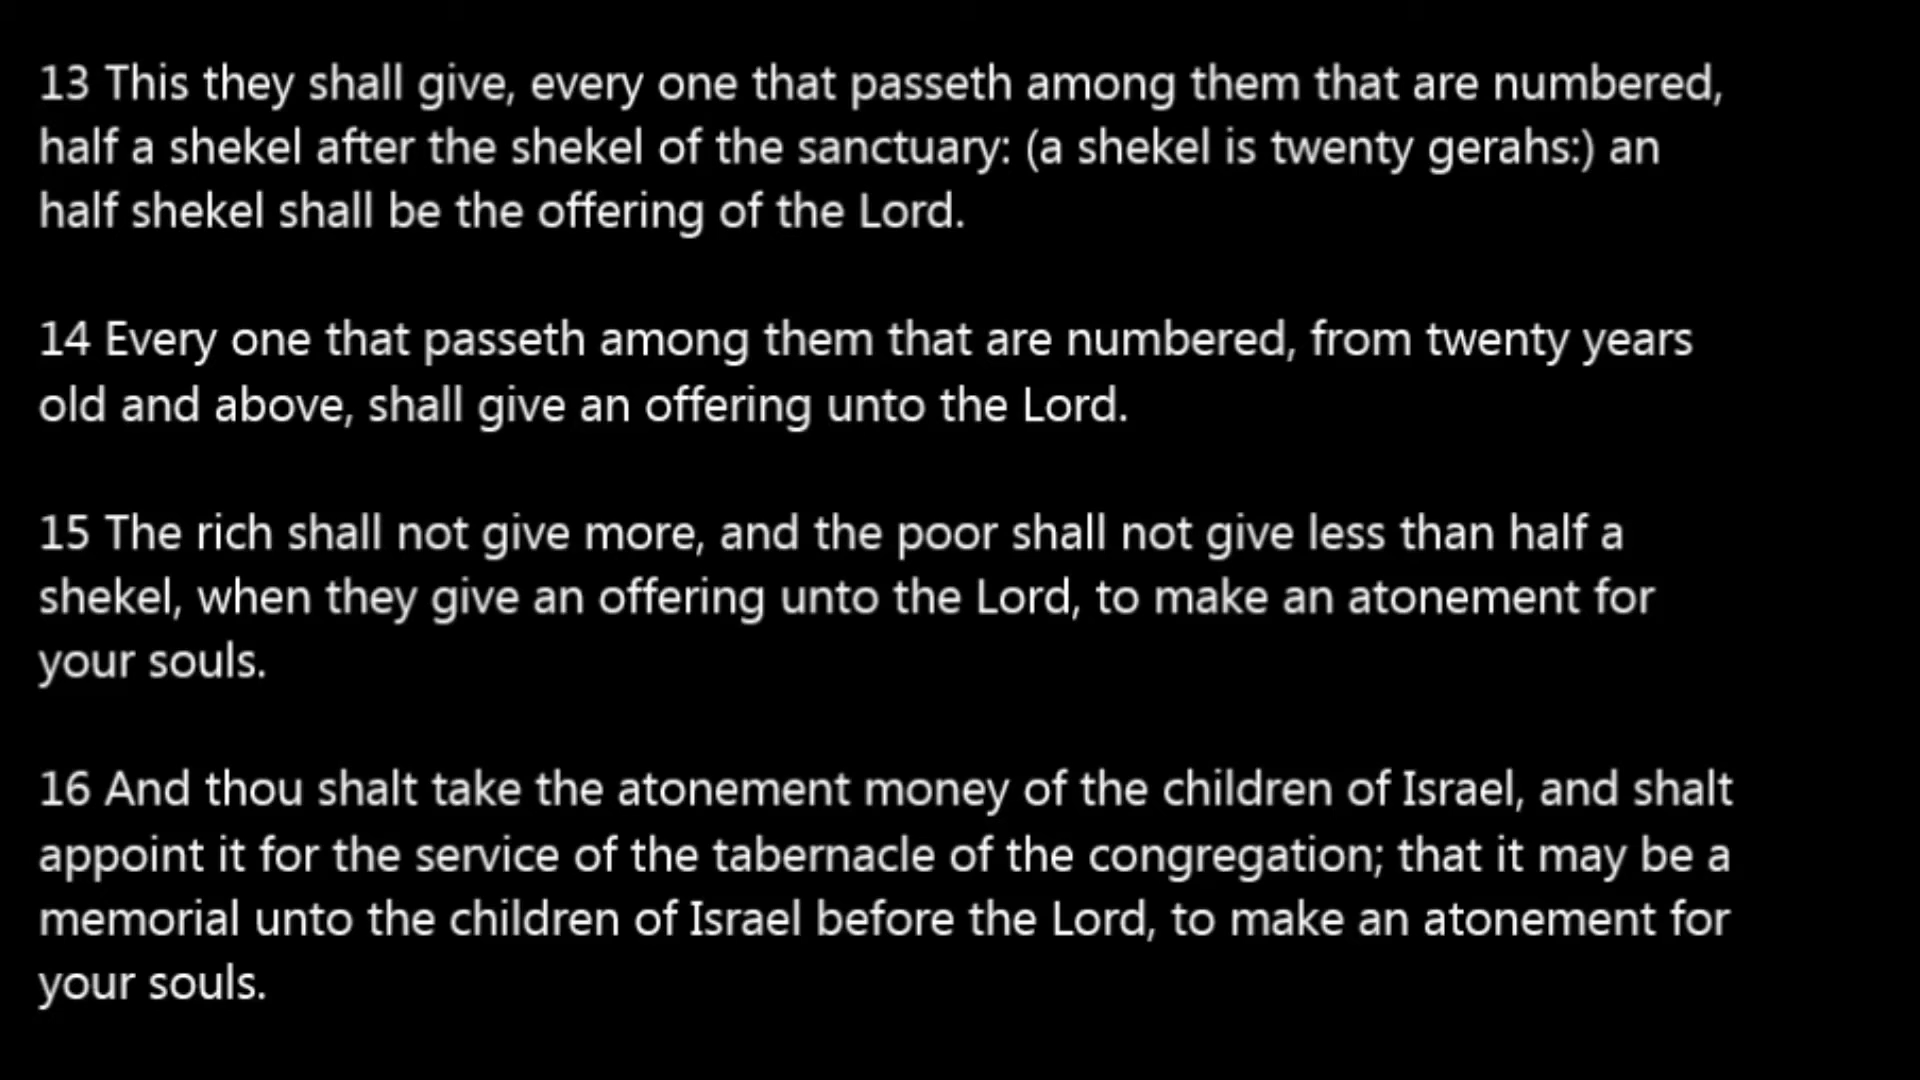 13 This they shall give, every one that passeth among them that are numbered,
half a shekel after the shekel of the sanctuary: (a shekel is twenty gerahs:) an
half shekel shall be the offering of the Lord.
14 Every one that passeth among them that are numbered, from twenty years
old and above, shall give an offering unto the Lord.
15 The rich shall not give more, and the poor shall not give less than half a
shekel, when they give an offering unto the Lord, to make an atonement for
your souls.
16 And thou shalt take the atonement money of the children of Israel, and shalt
appoint it for the service of the tabernacle of the congregation; that it may be a
memorial unto the children of Israel before the Lord, to make an atonement for
your souls.